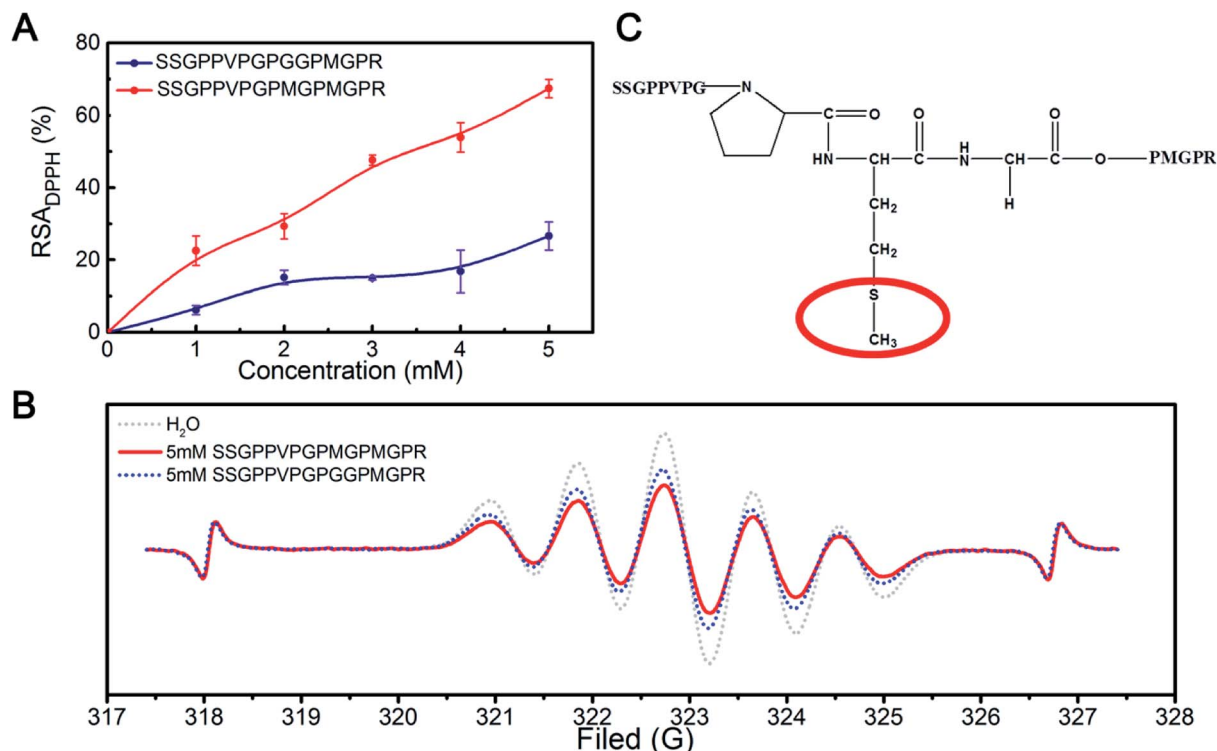 A
80
60
40
20
0
RSA_DPPH (%)
SSGPPVPGPGGPMGPR
SSGPPVPGPMGPMGPR
0 1 2 3 4 5
Concentration (mM)
C
SSGPPVPG N
C O O O
HN CH C H N CH C O PMGPR
CH₂ H
CH₂
S
CH₃
B
H₂O
5mM SSGPPVPGPMGPMGPR
5mM SSGPPVPGPGGPMGPR
317 318 319 320 321 322 323 324 325 326 327 328
Filed (G)